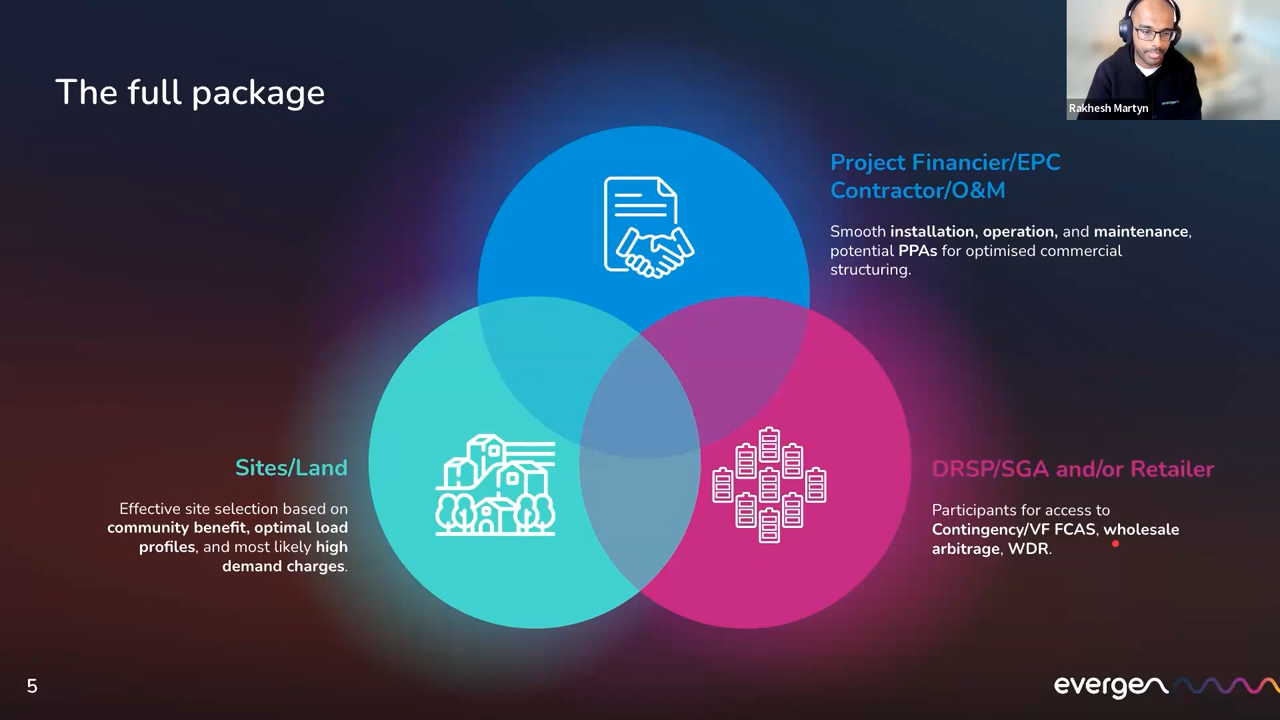 The full package
Rakhesh Martyn
evergen
Project Financier/EPC
Contractor/O&M
Smooth installation, operation, and maintenance,
potential PPAs for optimised commercial
structuring.
Sites/Land
Effective site selection based on
community benefit, optimal load
profiles, and most likely high
demand charges.
DRSP/SGA and/or Retailer
Participants for access to
Contingency/VF FCAS, wholesale
arbitrage, WDR.
5
evergen